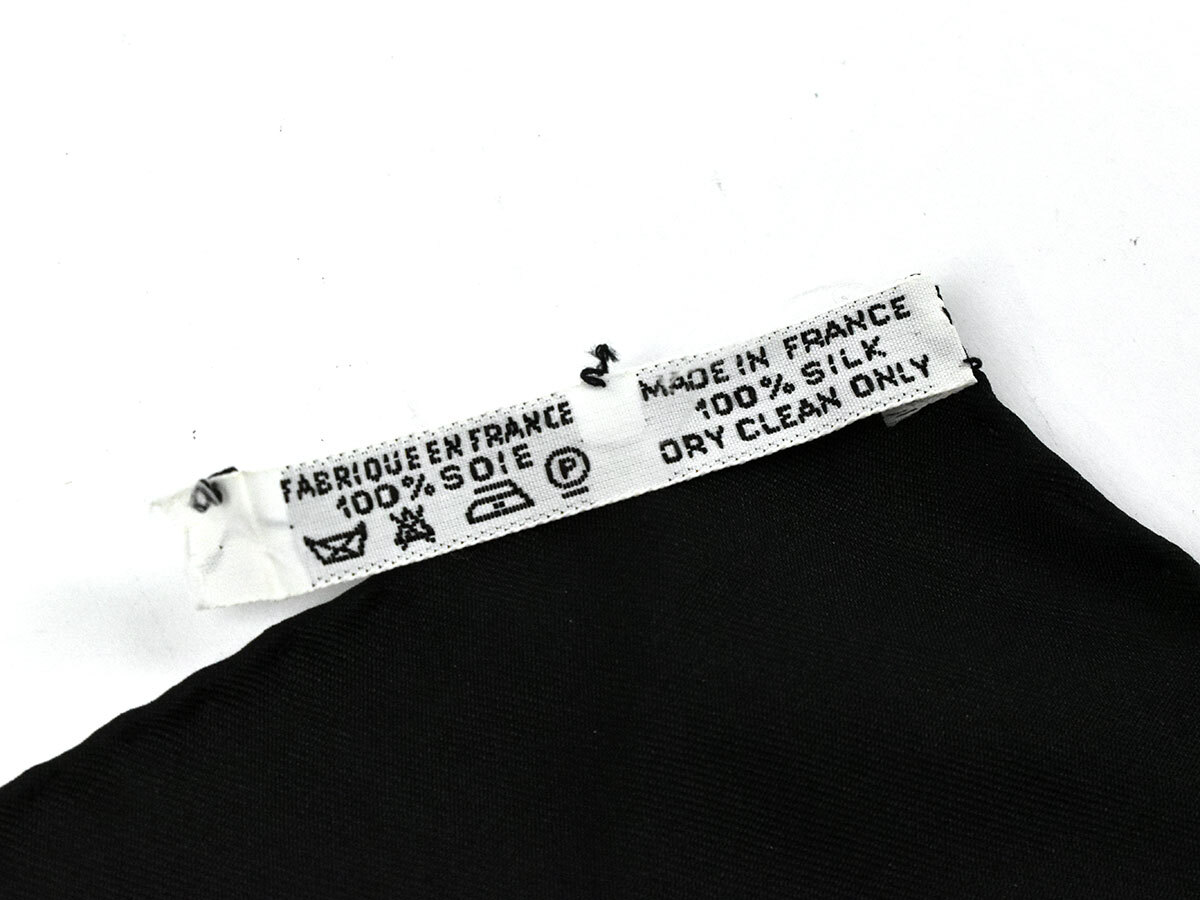 FABRIQUE EN FRANCE
100% SOIE
P
MADE IN FRANCE
100% SILK
DRY CLEAN ONLY